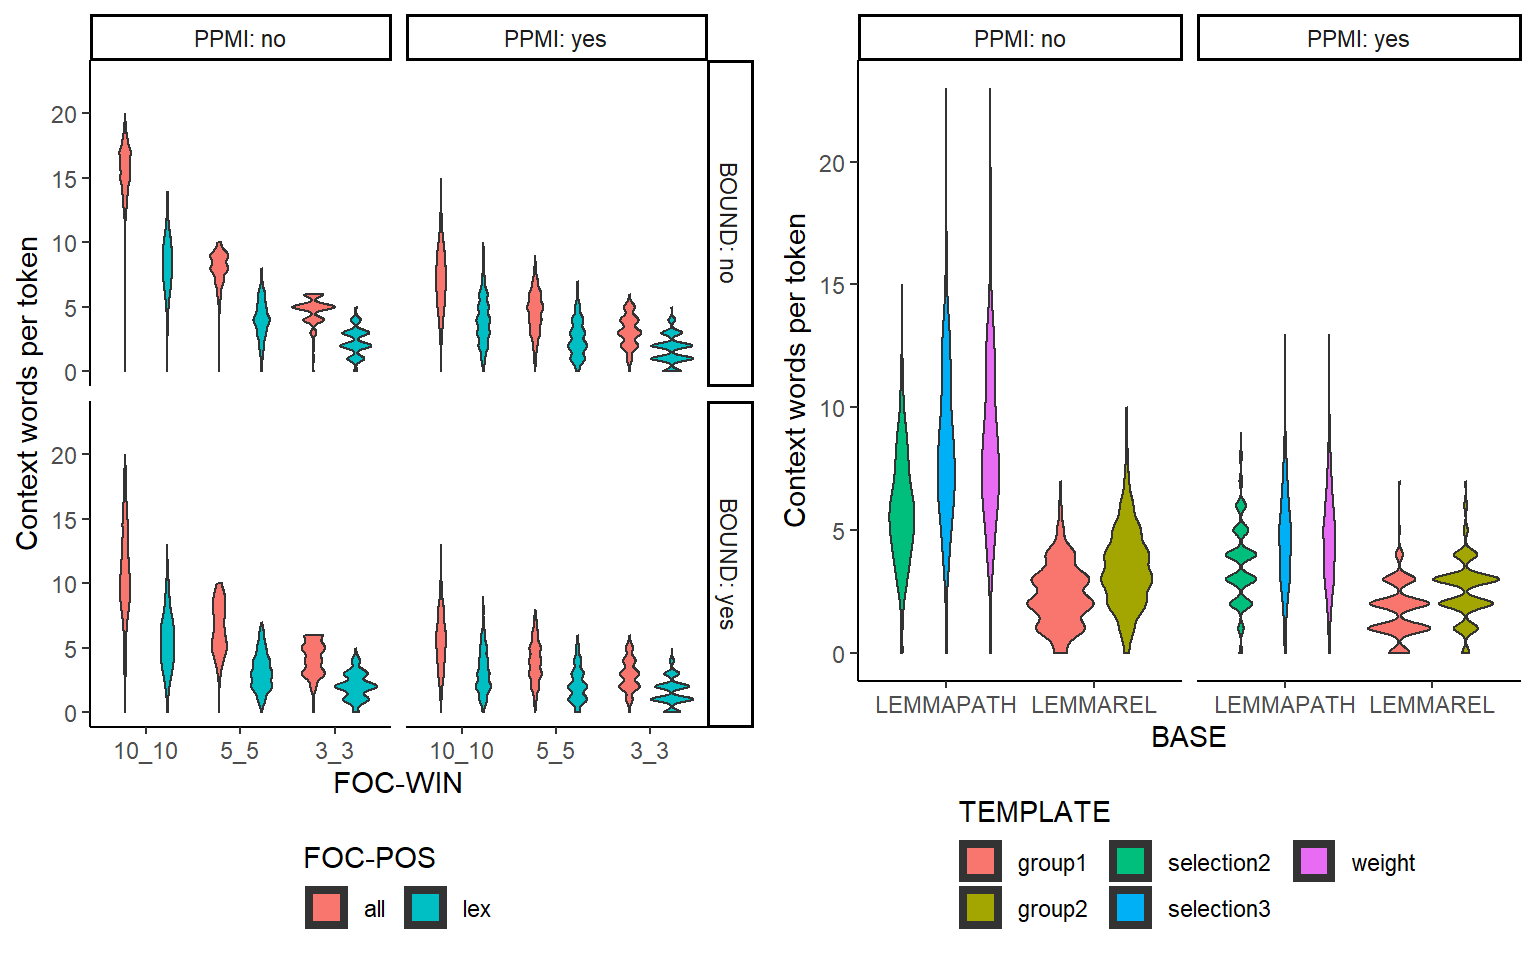 PPMI: no
PPMI: yes
Context words per token
20
15
10
5
0
BOUND: no
20
15
10
5
0
BOUND: yes
10_10
5_5
3_3
10_10
5_5
3_3
FOC-WIN
FOC-POS
all
lex
PPMI: no
PPMI: yes
Context words per token
20
15
10
5
0
LEMMAPATH
LEMMAREL
LEMMAPATH
LEMMAREL
BASE
TEMPLATE
group1
selection2
weight
group2
selection3